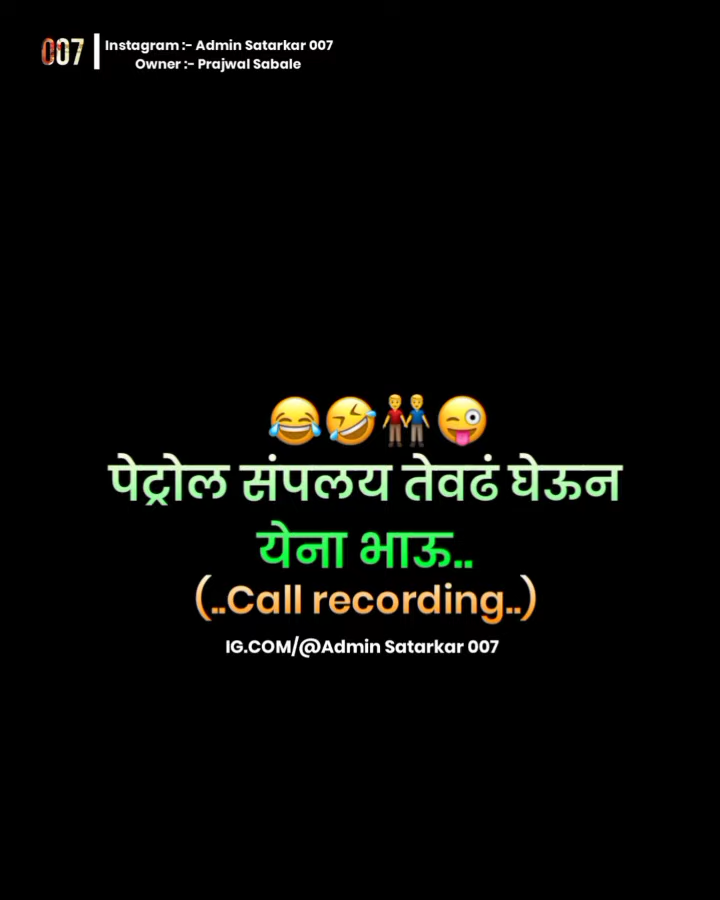 007 | Instagram :- Admin Satarkar 007
Owner :- Prajwal Sabale
😂🤣👬😜
पेट्रोल संपलय तेवढं घेऊन
येना भाऊ..
(..Call recording..)
IG.COM/@Admin Satarkar 007